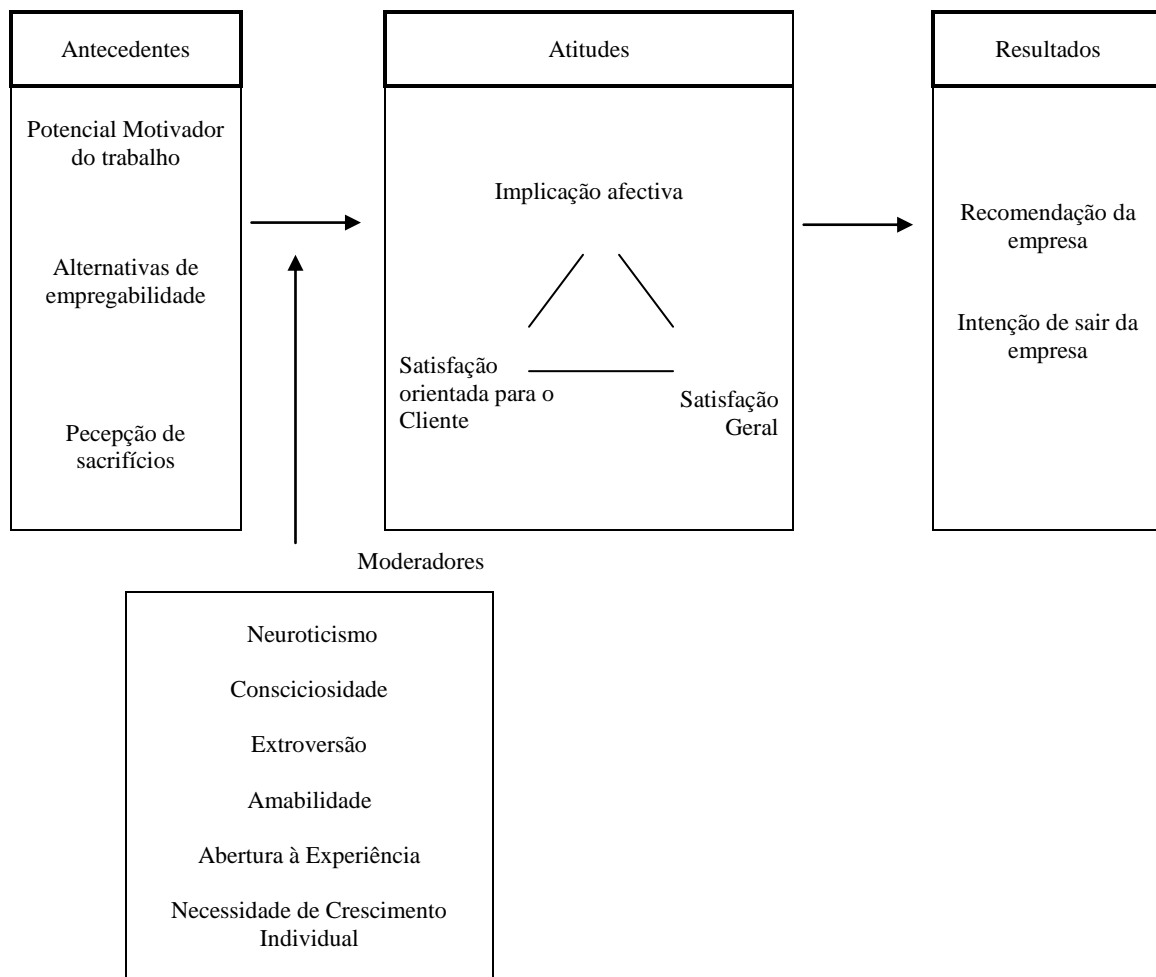 Antecedentes
Potencial Motivador
do trabalho
Alternativas de
empregabilidade
Pecepção de
sacrifícios
Atitudes
Implicação afectiva
Satisfação
orientada para o
Cliente
Satisfação
Geral
Resultados
Recomendação da
empresa
Intenção de sair da
empresa
Moderadores
Neuroticismo
Consciciosidade
Extroversão
Amabilidade
Abertura à Experiência
Necessidade de Crescimento
Individual